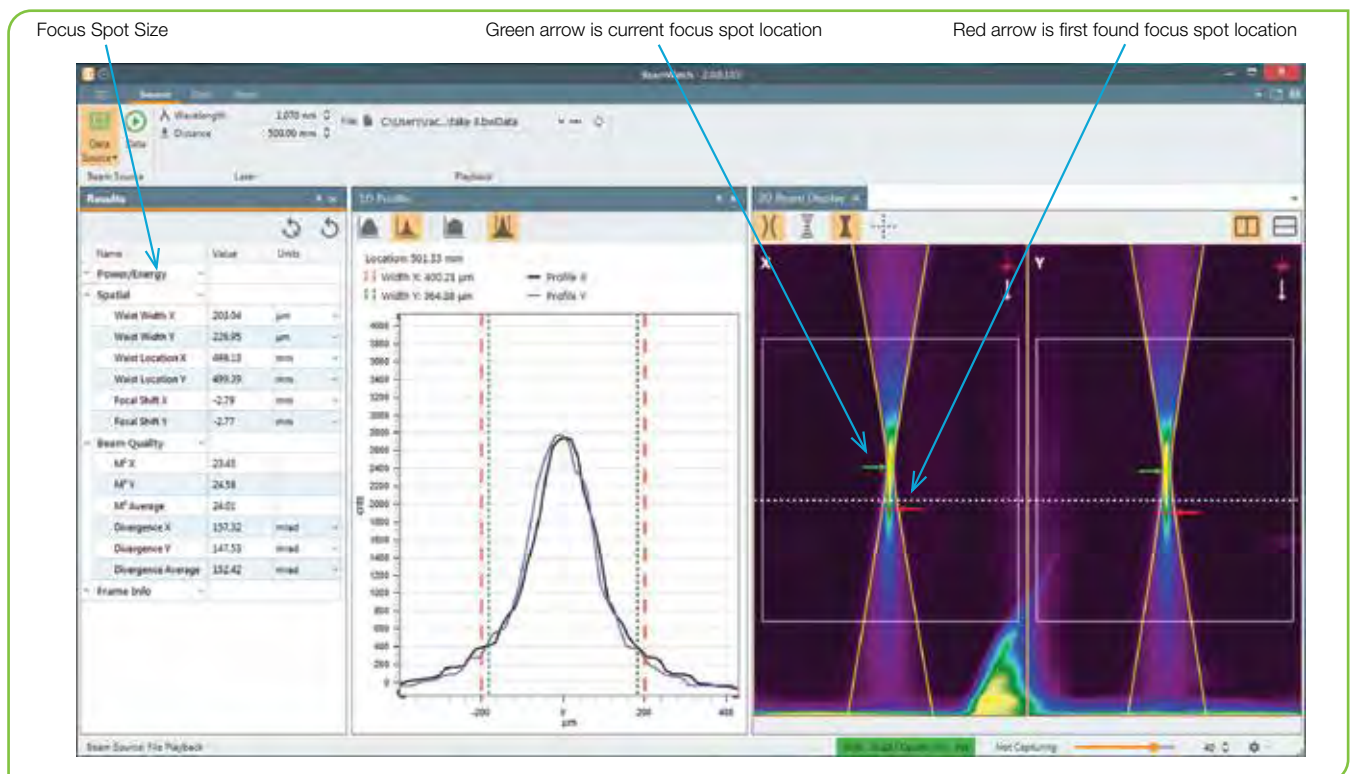 Focus Spot Size
Green arrow is current focus spot location
Red arrow is first found focus spot location
BeamWatch -
Source
Wavelength 1,070 nm
Distance 500.00 mm
File
Data Source
Data
Beam Source
Laser
Playback
Results
1D Profile
2D Beam Display
Name Value Units
Power/Energy
Spatial
Waist Width X 203.04 µm
Waist Width Y 226.95 µm
Waist Location X mm
Waist Location Y mm
Focal Shift X -2.79 mm
Focal Shift Y -2.77 mm
Beam Quality
M² X 23.45
M² Y 24.58
M² Average 24.01
Divergence X 157.32 mrad
Divergence Y 147.53 mrad
Divergence Average 152.42 mrad
Frame Info
Location: 501.33 mm
Width X: 400.21 µm
Profile X
Width Y: 364.28 µm
Profile Y
4000
3800
3600
3400
3200
3000
2800
2600
2400
2200
2000
1800
1600
1400
1200
1000
800
600
400
200
0
-200 0 200 400
µm
X
Y
Beam Source: File Playback
Not Capturing
40